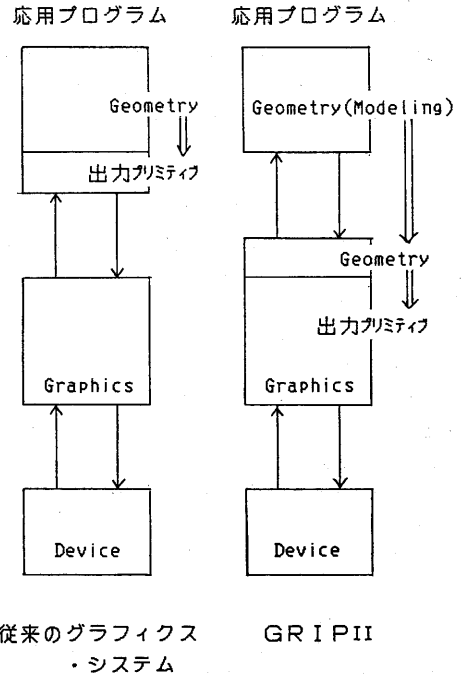 応用プログラム
Geometry
出力プリミティブ
Graphics
Device
従来のグラフィクス
・システム
応用プログラム
Geometry(Modeling)
Geometry
出力プリミティブ
Graphics
Device
GRIPII